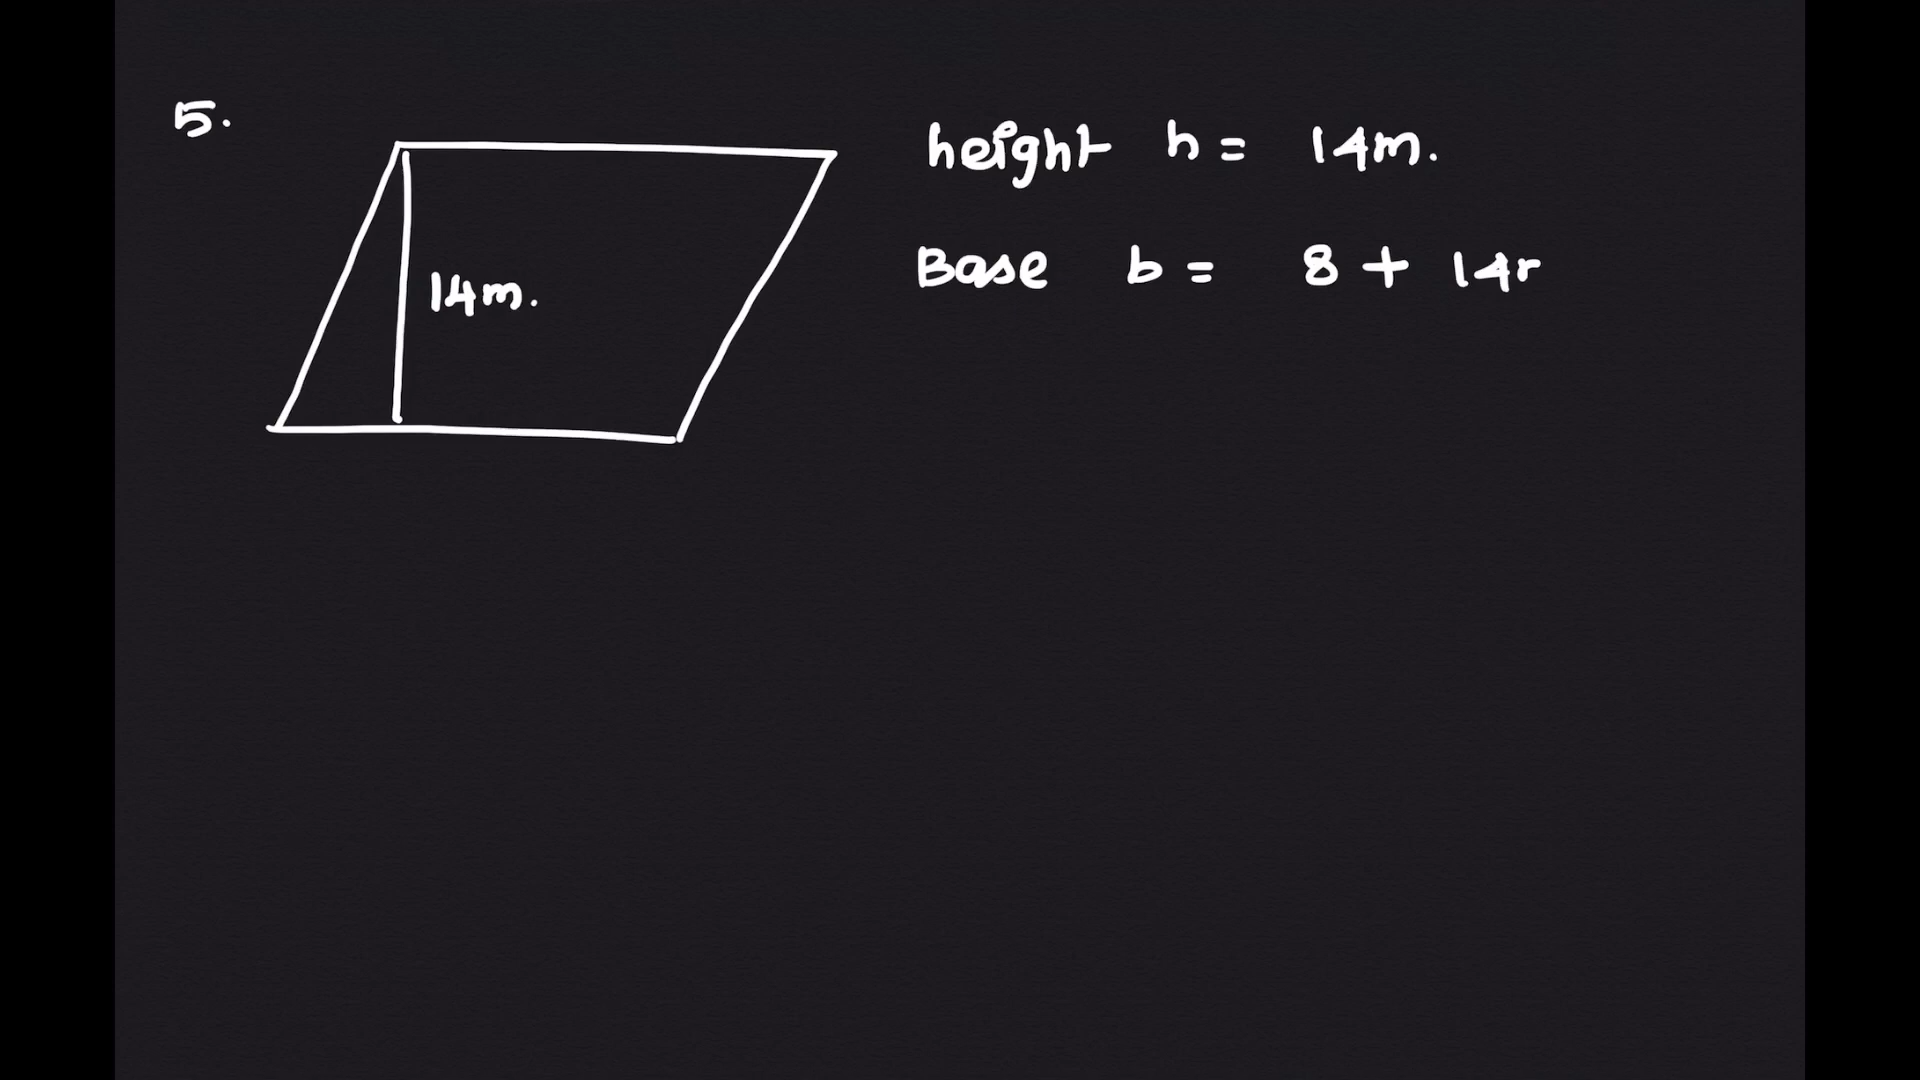 5.
height h = 14m.
Base b = 8 + 14r
14m.